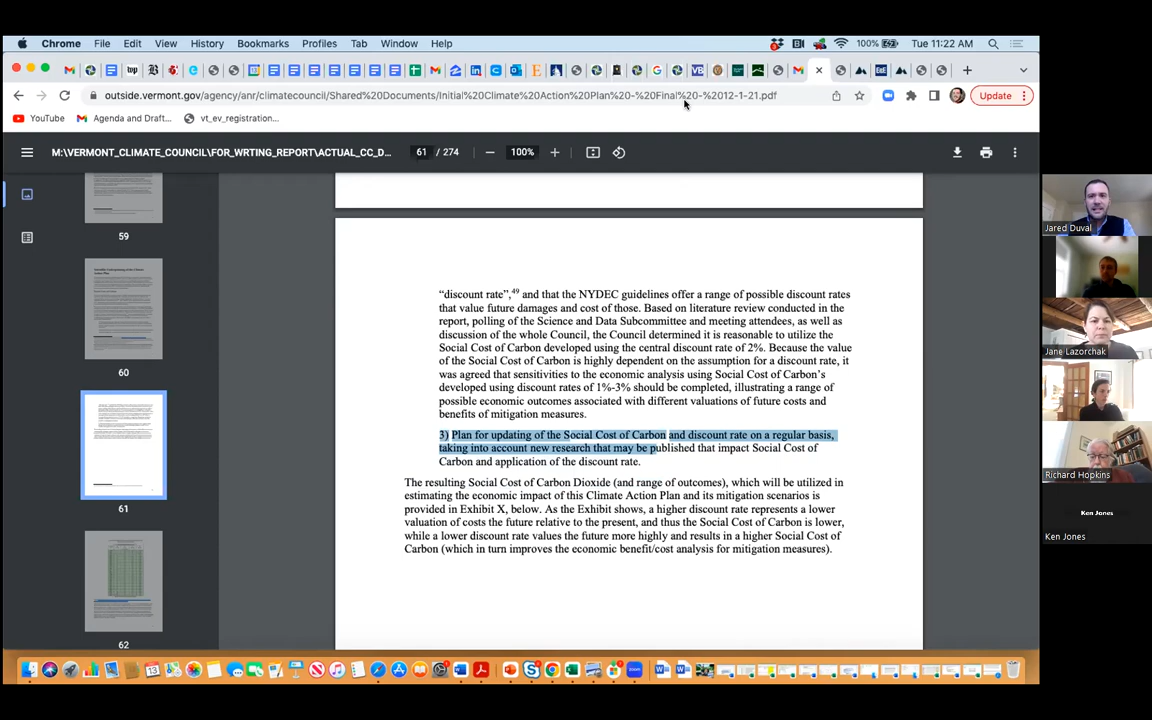 Chrome File Edit View History Bookmarks Profiles Tab Window Help
100% Tue 11:22 AM
outside.vermont.gov/agency/anr/climatecouncil/Shared%20Documents/Initial%20Climate%20Action%20Plan%20-%20Final%20-%2012-1-21.pdf
Update
YouTube Agenda and Draft... vt_ev_registration...
M:\VERMONT_CLIMATE_COUNCIL\FOR_WRTING_REPORT\ACTUAL_CC_D... 61 / 274 100%
59
60
61
62
“discount rate”,49 and that the NYDEC guidelines offer a range of possible discount rates
that value future damages and cost of those. Based on literature review conducted in the
report, polling of the Science and Data Subcommittee and meeting attendees, as well as
discussion of the whole Council, the Council determined it is reasonable to utilize the
Social Cost of Carbon developed using the central discount rate of 2%. Because the value
of the Social Cost of Carbon is highly dependent on the assumption for a discount rate, it
was agreed that sensitivities to the economic analysis using Social Cost of Carbon’s
developed using discount rates of 1%-3% should be completed, illustrating a range of
possible economic outcomes associated with different valuations of future costs and
benefits of mitigation measures.
3) Plan for updating of the Social Cost of Carbon and discount rate on a regular basis,
taking into account new research that may be published that impact Social Cost of
Carbon and application of the discount rate.
The resulting Social Cost of Carbon Dioxide (and range of outcomes), which will be utilized in
estimating the economic impact of this Climate Action Plan and its mitigation scenarios is
provided in Exhibit X, below. As the Exhibit shows, a higher discount rate represents a lower
valuation of costs the future relative to the present, and thus the Social Cost of Carbon is lower,
while a lower discount rate values the future more highly and results in a higher Social Cost of
Carbon (which in turn improves the economic benefit/cost analysis for mitigation measures).
Jared Duval
Jane Lazorchak
Richard Hopkins
Ken Jones
Ken Jones